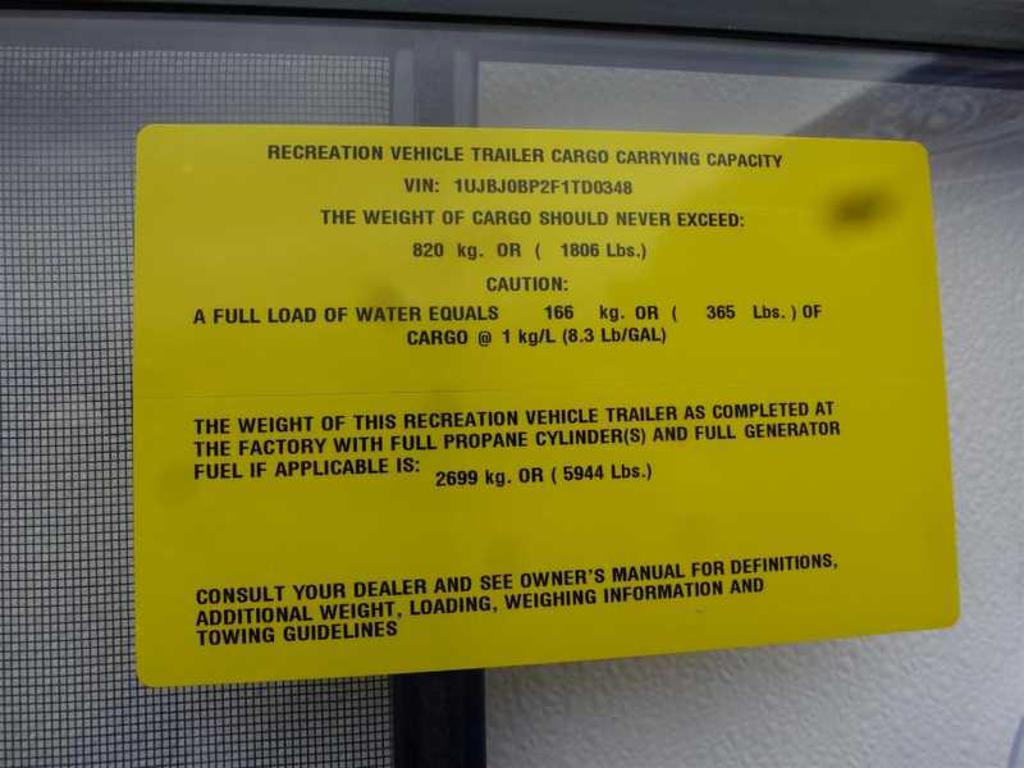 RECREATION VEHICLE TRAILER CARGO CARRYING CAPACITY
VIN: 1UJBJ0BP2F1TD0348
THE WEIGHT OF CARGO SHOULD NEVER EXCEED:
820 kg. OR ( 1806 Lbs.)
CAUTION:
A FULL LOAD OF WATER EQUALS 166 kg. OR ( 365 Lbs. ) OF
CARGO @ 1 kg/L (8.3 Lb/GAL)
THE WEIGHT OF THIS RECREATION VEHICLE TRAILER AS COMPLETED AT
THE FACTORY WITH FULL PROPANE CYLINDER(S) AND FULL GENERATOR
FUEL IF APPLICABLE IS: 2699 kg. OR ( 5944 Lbs.)
CONSULT YOUR DEALER AND SEE OWNER'S MANUAL FOR DEFINITIONS,
ADDITIONAL WEIGHT, LOADING, WEIGHING INFORMATION AND
TOWING GUIDELINES